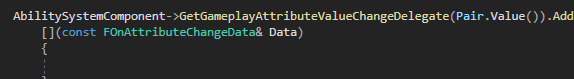 AbilitySystemComponent->GetGameplayAttributeValueChangeDelegate(Pair.Value()).Add
[](const FOnAttributeChangeData& Data)
{